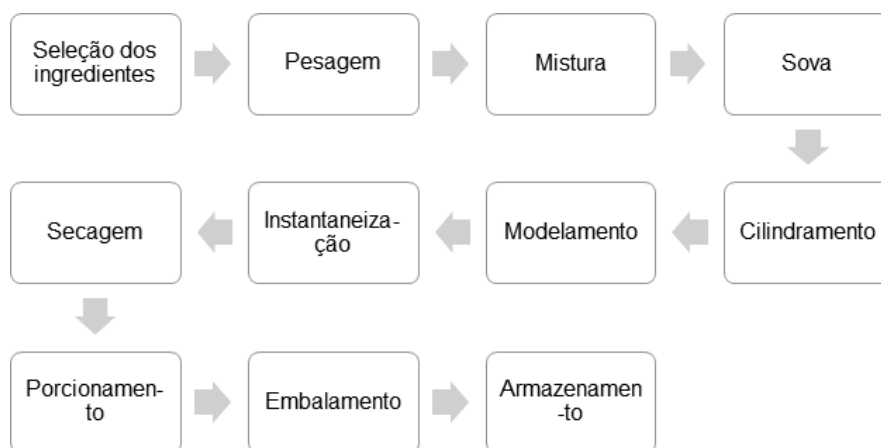 Seleção dos
ingredientes
Pesagem
Mistura
Sova
Cilindramento
Modelamento
Instantaneiza-
ção
Secagem
Porcionamen-
to
Embalamento
Armazenamen
-to